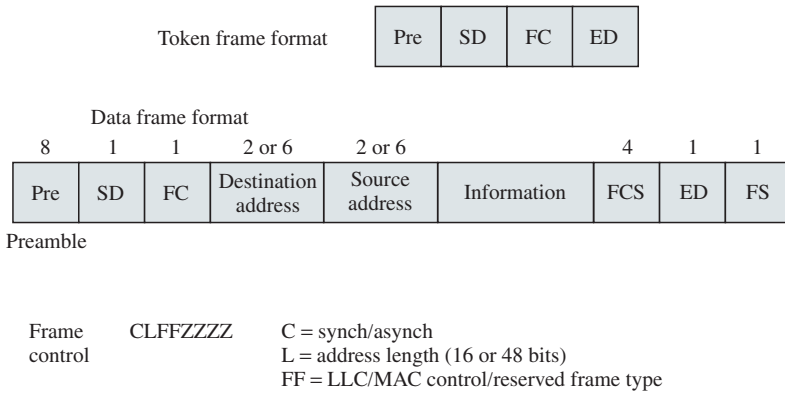 Token frame format
Pre SD FC ED
Data frame format
8 1 1 2 or 6 2 or 6 4 1 1
Pre SD FC Destination address Source address Information FCS ED FS
Preamble
Frame control CLFFZZZZ C = synch/asynch
L = address length (16 or 48 bits)
FF = LLC/MAC control/reserved frame type